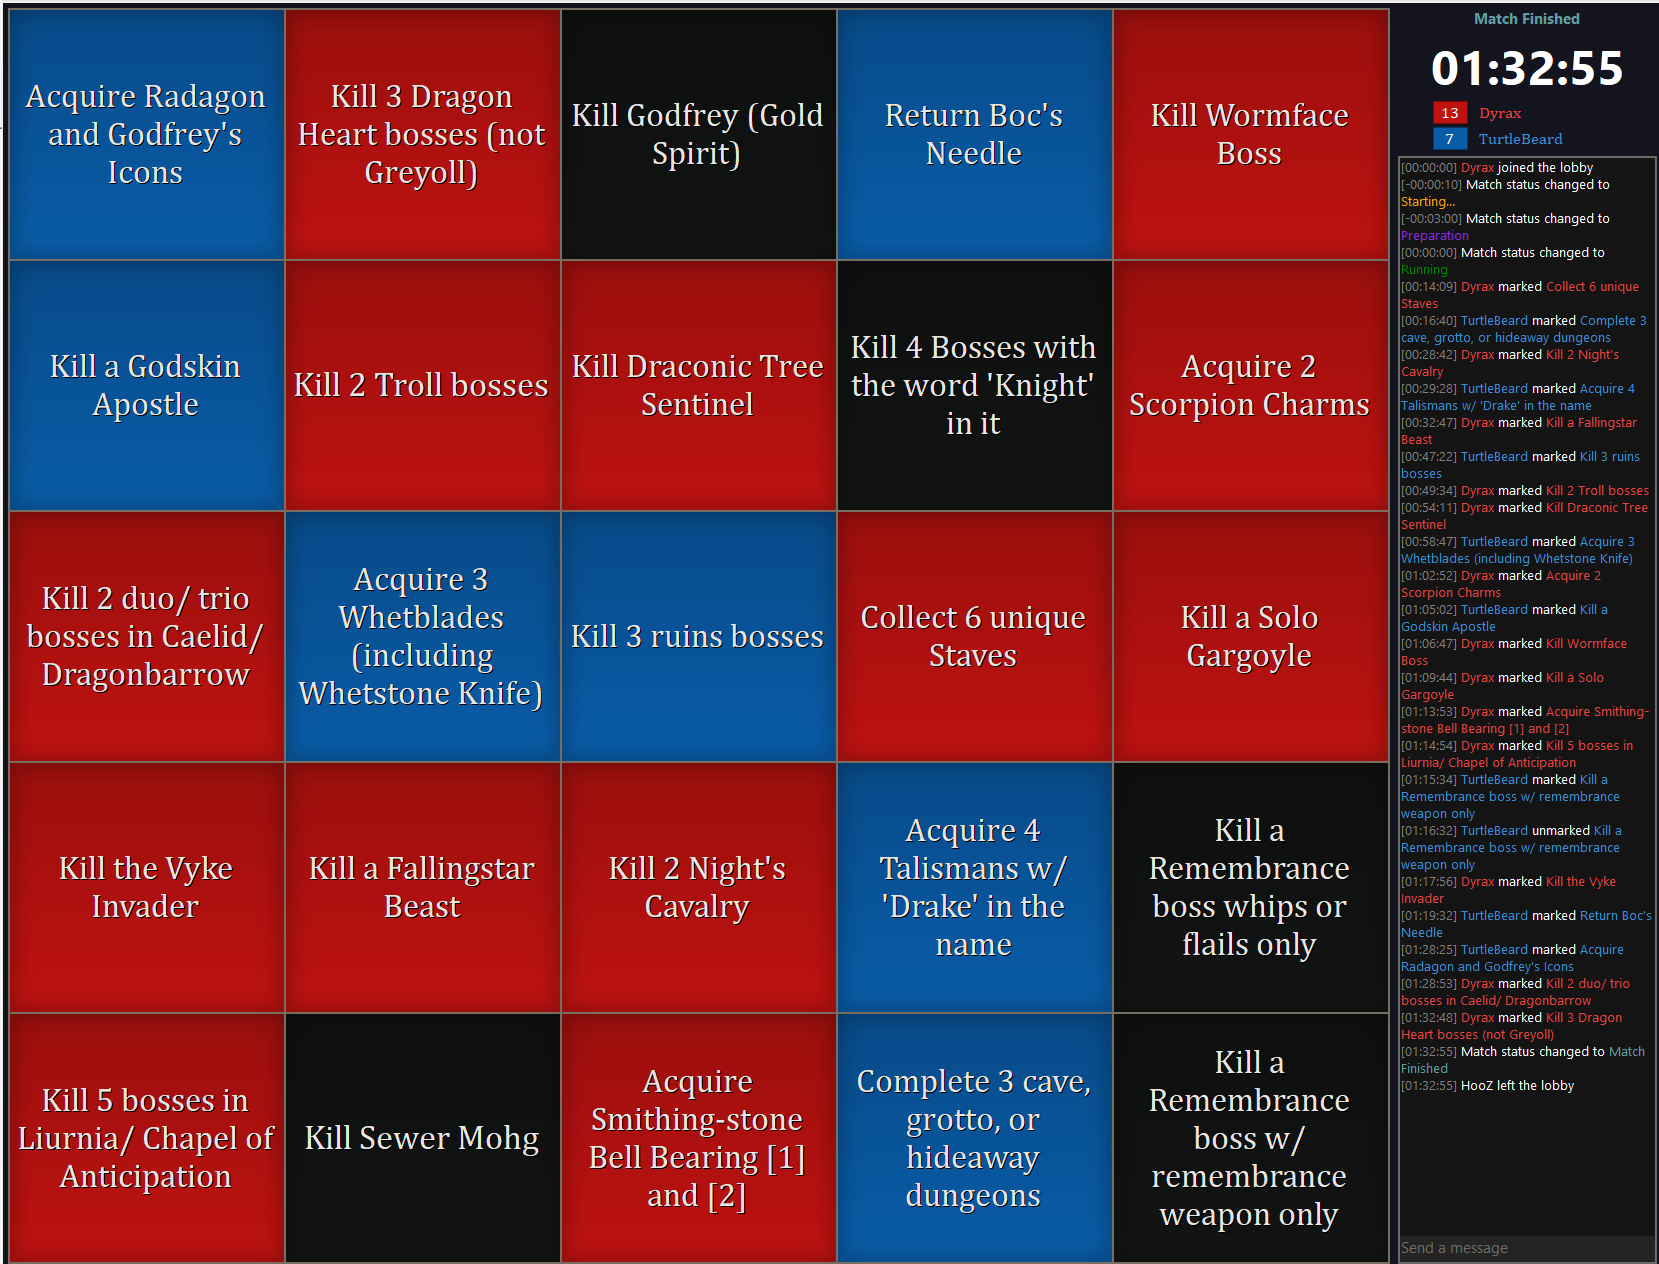 Acquire Radagon
and Godfrey's
Icons
Kill 3 Dragon
Heart bosses (not
Greyoll)
Kill Godfrey (Gold
Spirit)
Return Boc's
Needle
Kill Wormface
Boss
Kill a Godskin
Apostle
Kill 2 Troll bosses
Kill Draconic Tree
Sentinel
Kill 4 Bosses with
the word 'Knight'
in it
Acquire 2
Scorpion Charms
Kill 2 duo/ trio
bosses in Caelid/
Dragonbarrow
Acquire 3
Whetblades
(including
Whetstone Knife)
Kill 3 ruins bosses
Collect 6 unique
Staves
Kill a Solo
Gargoyle
Kill the Vyke
Invader
Kill a Fallingstar
Beast
Kill 2 Night's
Cavalry
Acquire 4
Talismans w/
'Drake' in the
name
Kill a
Remembrance
boss whips or
flails only
Kill 5 bosses in
Liurnia/ Chapel of
Anticipation
Kill Sewer Mohg
Acquire
Smithing-stone
Bell Bearing [1]
and [2]
Complete 3 cave,
grotto, or
hideaway
dungeons
Kill a
Remembrance
boss w/
remembrance
weapon only
Match Finished
01:32:55
13 Dyrax
7 TurtleBeard
[00:00:00] Dyrax joined the lobby
[-00:00:10] Match status changed to
Starting...
[-00:03:00] Match status changed to
Preparation
[00:00:00] Match status changed to
Running
[00:14:09] Dyrax marked Collect 6 unique
Staves
[00:16:40] TurtleBeard marked Complete 3
cave, grotto, or hideaway dungeons
[00:28:42] Dyrax marked Kill 2 Night's
Cavalry
[00:29:28] TurtleBeard marked Acquire 4
Talismans w/ 'Drake' in the name
[00:32:47] Dyrax marked Kill a Fallingstar
Beast
[00:47:22] TurtleBeard marked Kill 3 ruins
bosses
[00:49:34] Dyrax marked Kill 2 Troll bosses
[00:54:11] Dyrax marked Kill Draconic Tree
Sentinel
[00:58:47] TurtleBeard marked Acquire 3
Whetblades (including Whetstone Knife)
[01:02:52] Dyrax marked Acquire 2
Scorpion Charms
[01:05:02] TurtleBeard marked Kill a
Godskin Apostle
[01:06:47] Dyrax marked Kill Wormface
Boss
[01:09:44] Dyrax marked Kill a Solo
Gargoyle
[01:13:53] Dyrax marked Acquire Smithing-
stone Bell Bearing [1] and [2]
[01:14:54] Dyrax marked Kill 5 bosses in
Liurnia/ Chapel of Anticipation
[01:15:34] TurtleBeard marked Kill a
Remembrance boss w/ remembrance
weapon only
[01:16:32] TurtleBeard unmarked Kill a
Remembrance boss w/ remembrance
weapon only
[01:17:56] Dyrax marked Kill the Vyke
Invader
[01:19:32] TurtleBeard marked Return Boc's
Needle
[01:28:25] TurtleBeard marked Acquire
Radagon and Godfrey's Icons
[01:28:53] Dyrax marked Kill 2 duo/ trio
bosses in Caelid/ Dragonbarrow
[01:32:48] Dyrax marked Kill 3 Dragon
Heart bosses (not Greyoll)
[01:32:55] Match status changed to Match
Finished
[01:32:55] HooZ left the lobby
Send a message